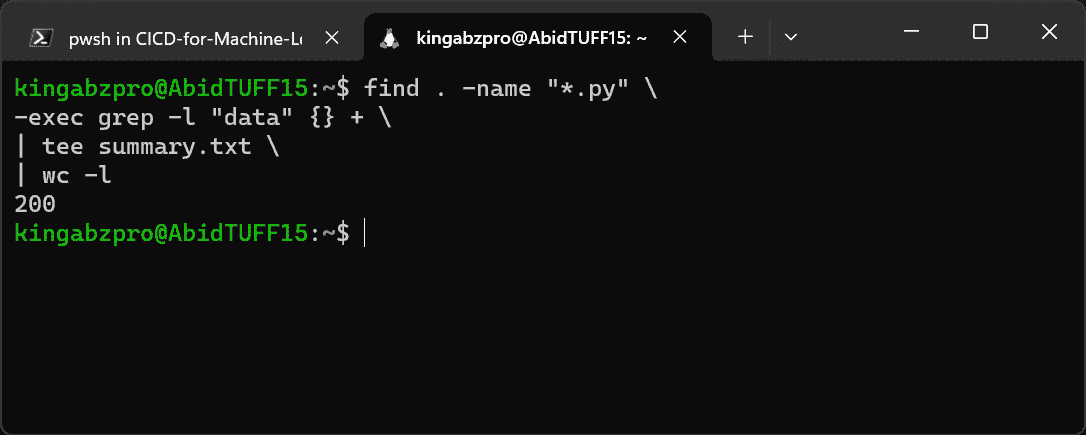 pwsh in CICD-for-Machine-Le
kingabzpro@AbidTUFF15: ~
kingabzpro@AbidTUFF15:~$ find . -name "*.py" \
-exec grep -l "data" {} + \
| tee summary.txt \
| wc -l
200
kingabzpro@AbidTUFF15:~$